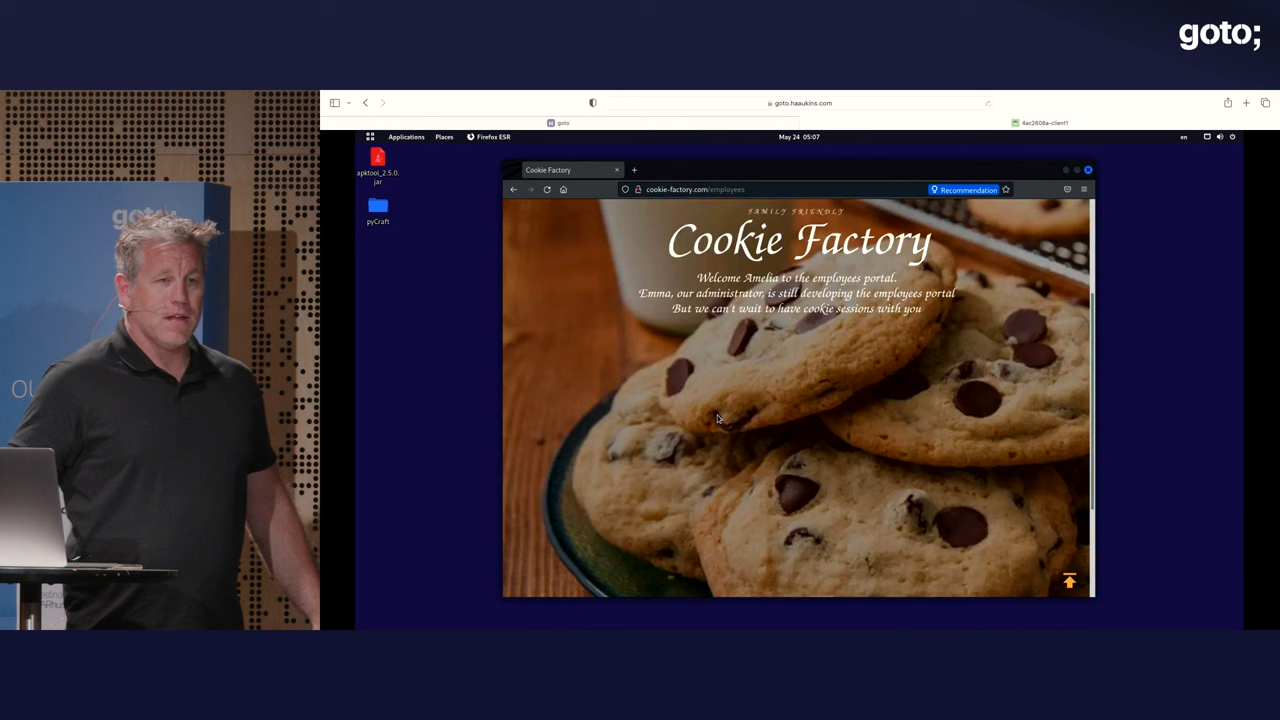 goto;
goto.haaukins.com
goto
4ac2608a-client1
Applications
Places
Firefox ESR
May 24 05:07
en
apktool_2.5.0.
jar
pyCraft
Cookie Factory
cookie-factory.com/employees
Recommendation
FAMILY FRIENDLY
Cookie Factory
Welcome Amelia to the employees portal.
Emma, our administrator, is still developing the employees portal
But we can't wait to have cookie sessions with you
goto;
OU